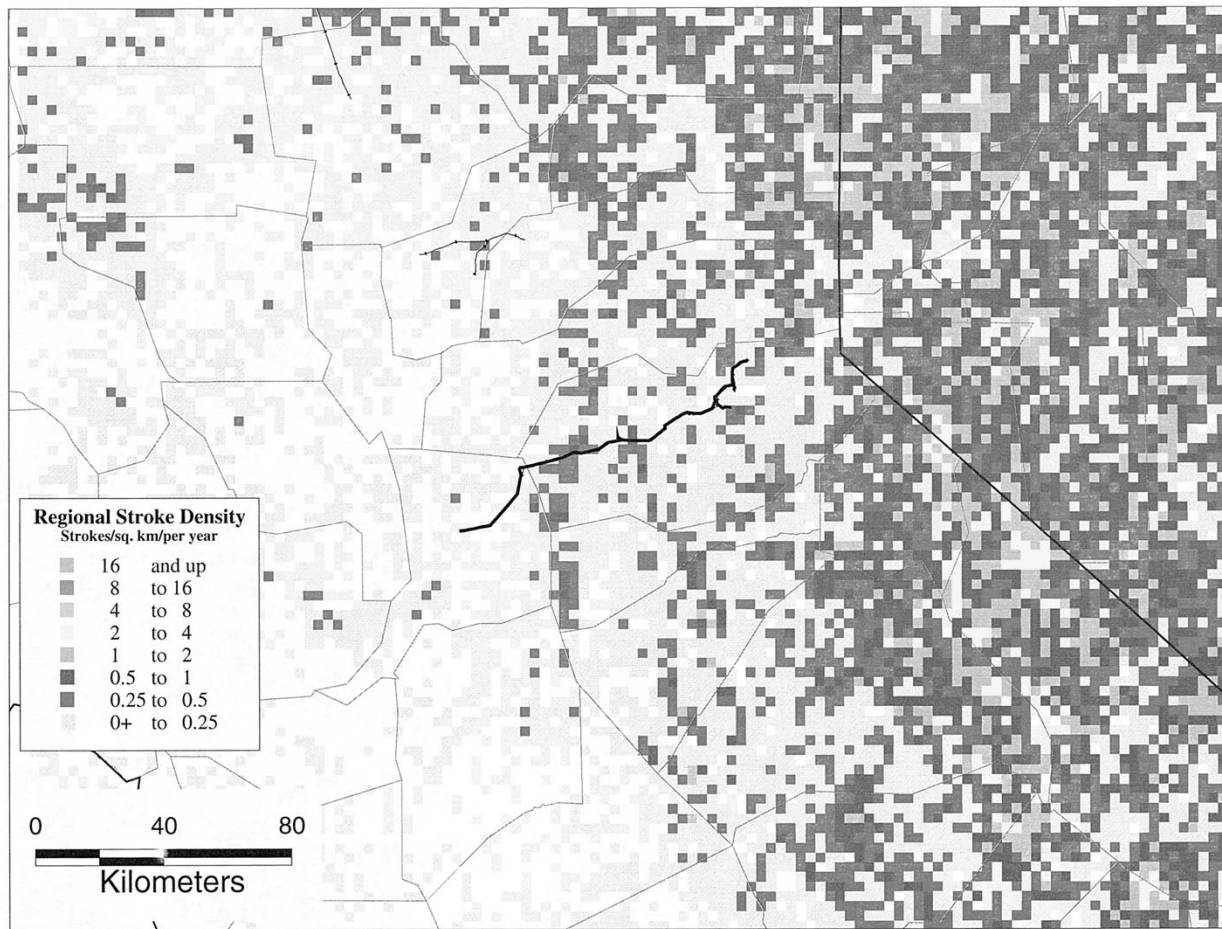 Regional Stroke Density
Strokes/sq. km/per year
16 and up
8 to 16
4 to 8
2 to 4
1 to 2
0.5 to 1
0.25 to 0.5
0+ to 0.25
0 40 80
Kilometers